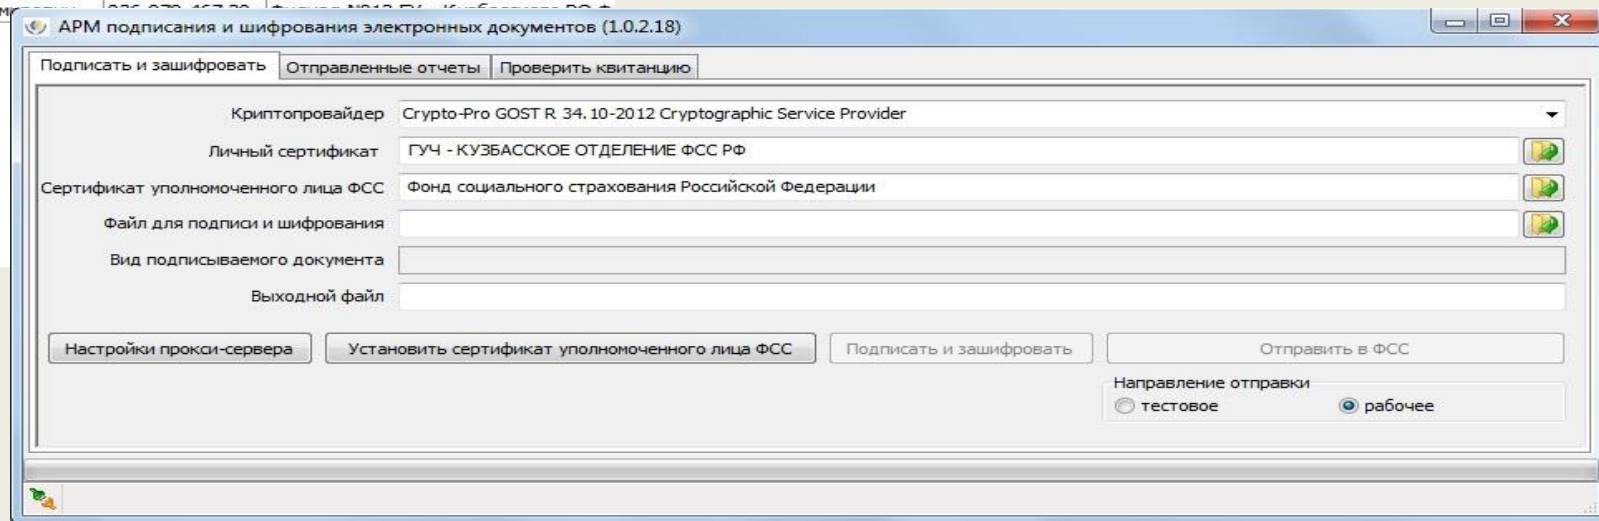 АРМ подписания и шифрования электронных документов (1.0.2.18)
Подписать и зашифровать Отправленные отчеты Проверить квитанцию
Криптопровайдер Crypto-Pro GOST R 34.10-2012 Cryptographic Service Provider
Личный сертификат ГУЧ - КУЗБАССКОЕ ОТДЕЛЕНИЕ ФСС РФ
Сертификат уполномоченного лица ФСС Фонд социального страхования Российской Федерации
Файл для подписи и шифрования
Вид подписываемого документа
Выходной файл
Настройки прокси-сервера Установить сертификат уполномоченного лица ФСС Подписать и зашифровать Отправить в ФСС
Направление отправки
тестовое рабочее